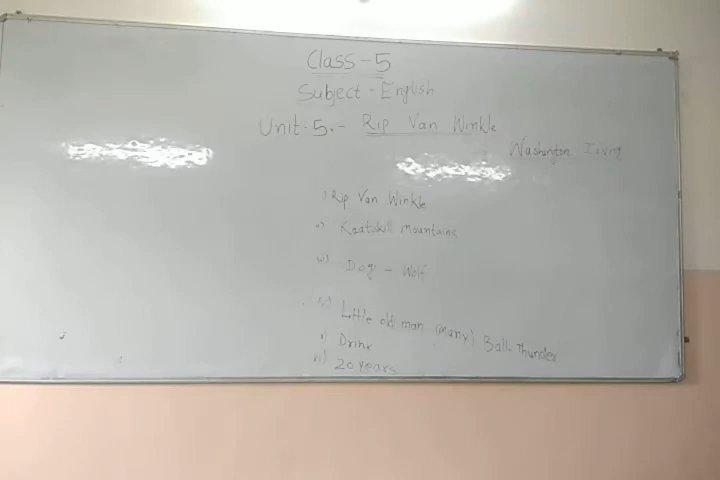 Class - 5
Subject - English
Unit - 5. - Rip Van Winkle
Washington Irving
i) Rip Van Winkle
ii) Kaatskill mountains
iii) Dog - Wolf
iv) Little old man (many) Ball. Thunder
v) Drink
vi) 20 years